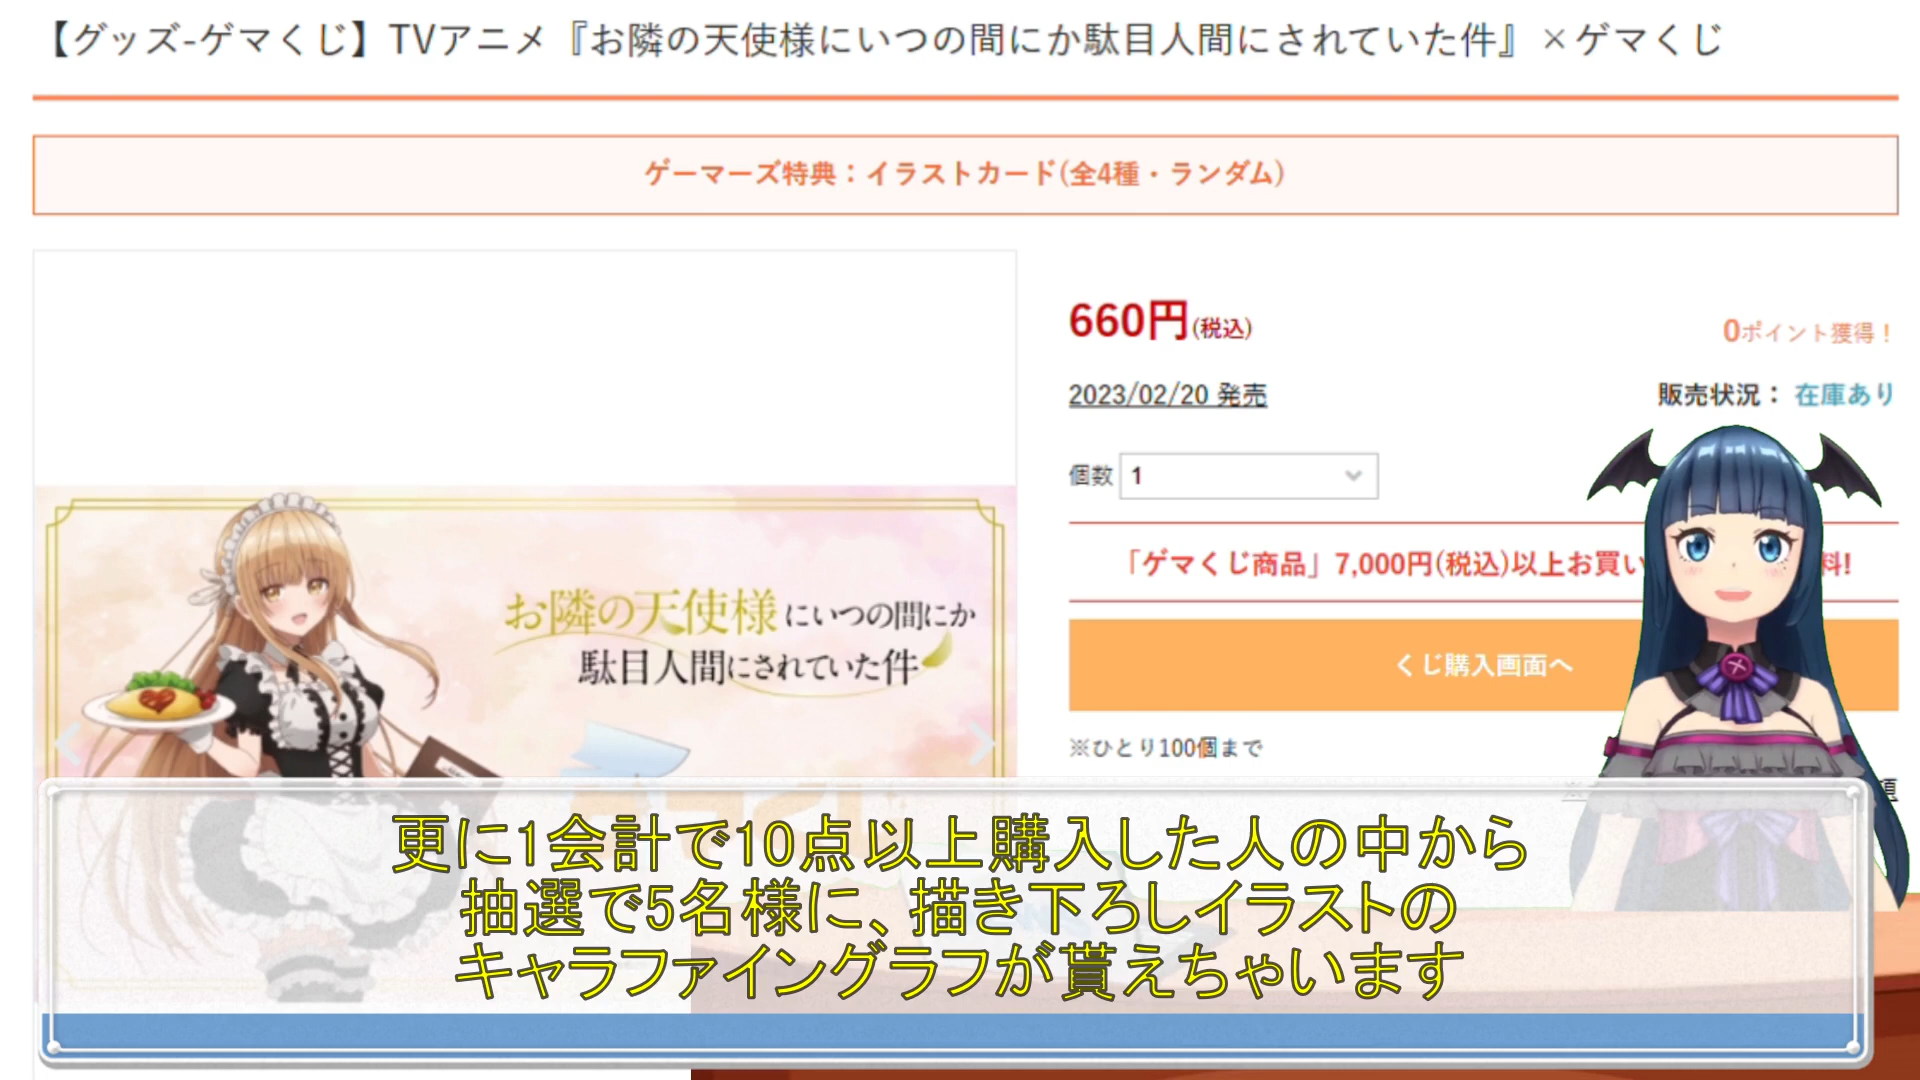 【グッズ-ゲマくじ】TVアニメ『お隣の天使様にいつの間にか駄目人間にされていた件』×ゲマくじ
ゲーマーズ特典：イラストカード(全4種・ランダム)
660円(税込)
0ポイント獲得！
2023/02/20 発売
販売状況： 在庫あり
個数 1
「ゲマくじ商品」7,000円(税込)以上お買い
料!
くじ購入画面へ
※ひとり100個まで
お隣の天使様にいつの間にか
駄目人間にされていた件
更に1会計で10点以上購入した人の中から
抽選で5名様に、描き下ろしイラストの
キャラファイングラフが貰えちゃいます